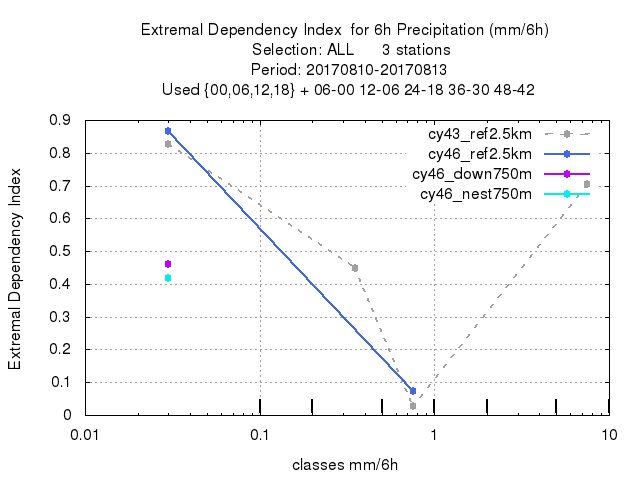 Extremal Dependency Index  for 6h Precipitation (mm/6h)
Selection: ALL      3 stations
Period: 20170810-20170813
Used {00,06,12,18} + 06-00 12-06 24-18 36-30 48-42
cy43_ref2.5km
cy46_ref2.5km
cy46_down750m
cy46_nest750m
Extremal Dependency Index
0.9
0.8
0.7
0.6
0.5
0.4
0.3
0.2
0.1
0
0.01 0.1 1 10
classes mm/6h